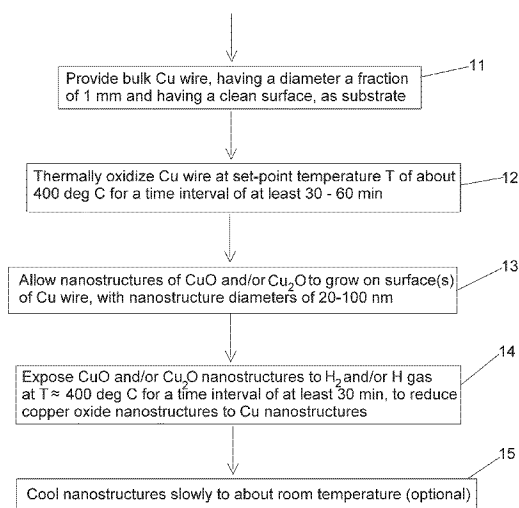 11
Provide bulk Cu wire, having a diameter a fraction
of 1 mm and having a clean surface, as substrate
12
Thermally oxidize Cu wire at set-point temperature T of about
400 deg C for a time interval of at least 30 - 60 min
13
Allow nanostructures of CuO and/or Cu2O to grow on surface(s)
of Cu wire, with nanostructure diameters of 20-100 nm
14
Expose CuO and/or Cu2O nanostructures to H2 and/or H gas
at T ≈ 400 deg C for a time interval of at least 30 min, to reduce
copper oxide nanostructures to Cu nanostructures
15
Cool nanostructures slowly to about room temperature (optional)